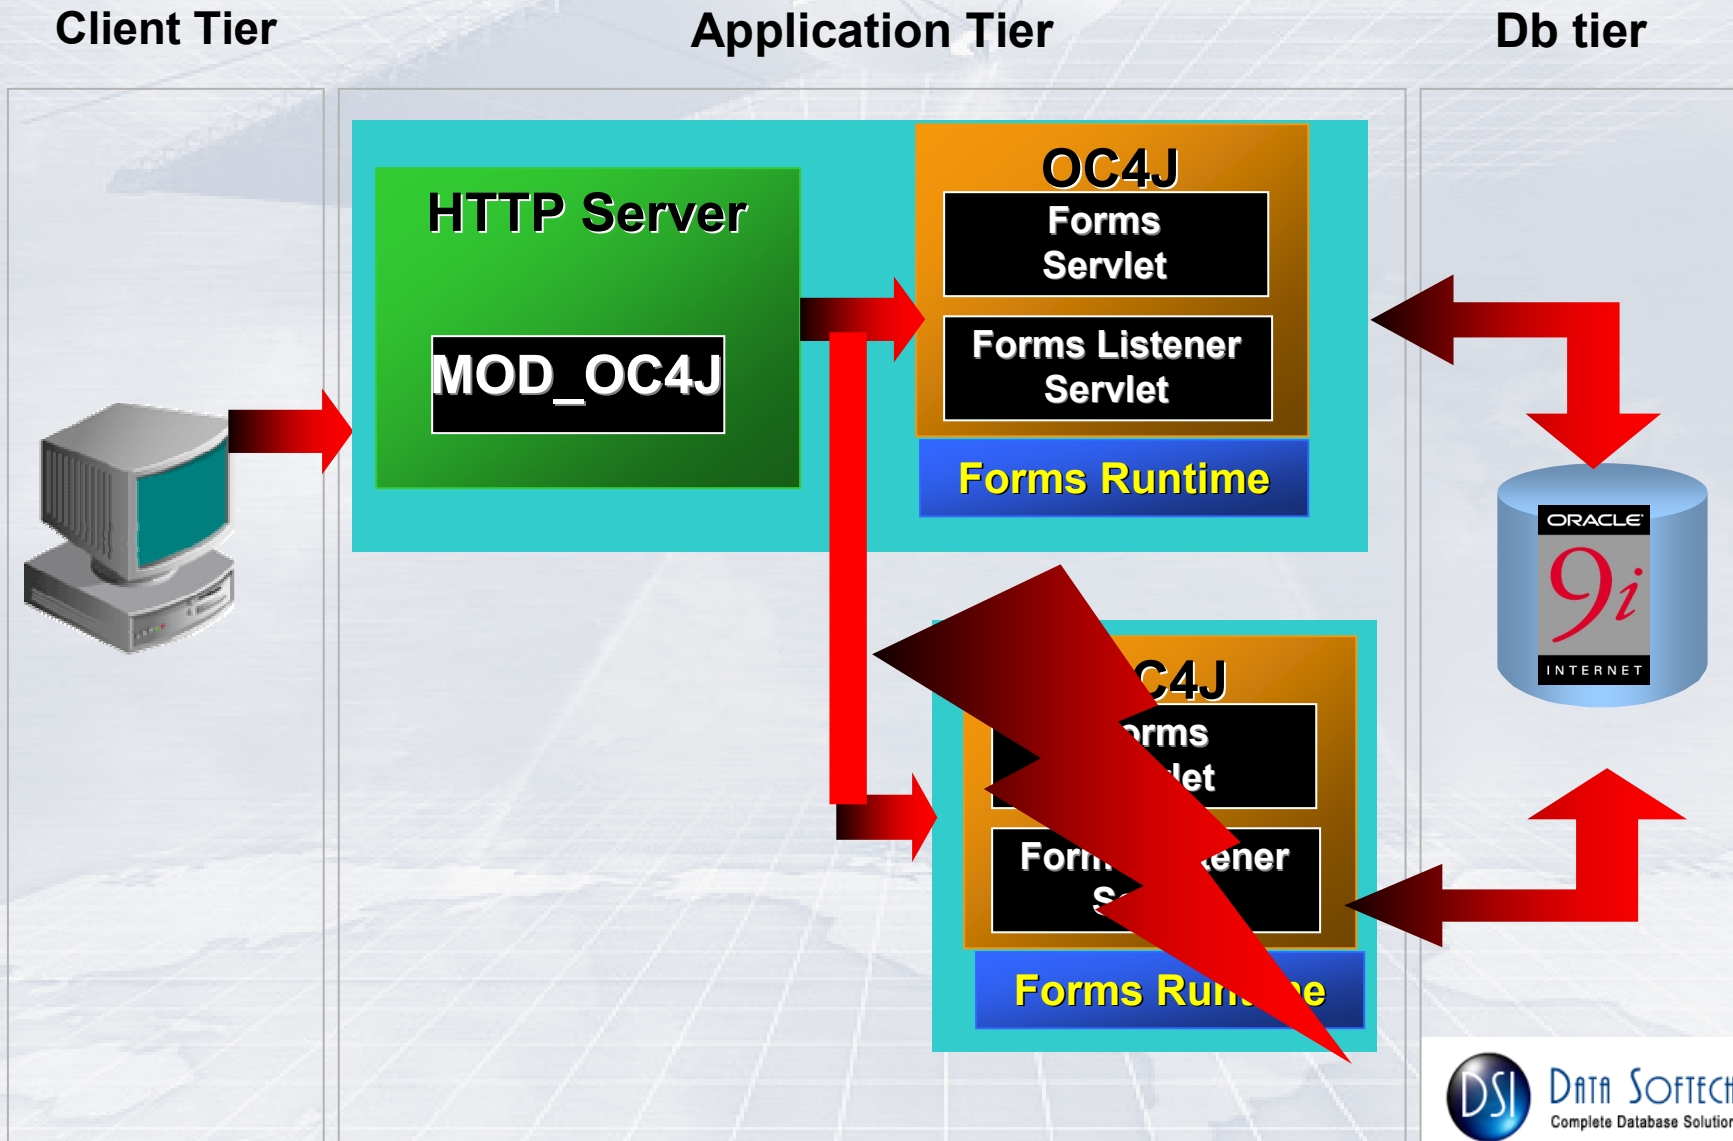 Client Tier
Application Tier
Db tier
HTTP Server
MOD_OC4J
OC4J
Forms
Servlet
Forms Listener
Servlet
Forms Runtime
ORACLE
9i
INTERNET
C4J
orms
let
Form ener
S
Forms Run e
DSI
DATA SOFTECH
Complete Database Solution